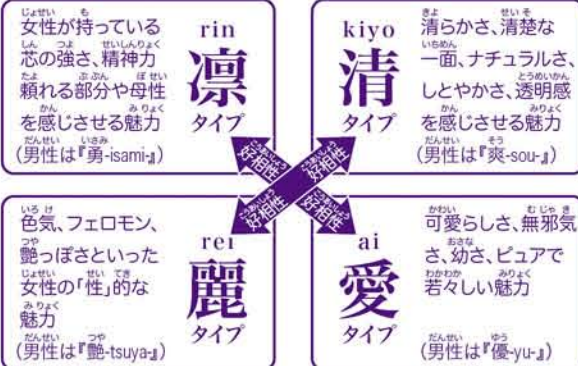 女性が持っている
芯の強さ、精神力
頼れる部分や母性
を感じさせる魅力
(男性は『勇-isami-』)
rin
凛
タイプ
kiyo
清
タイプ
清らかさ、清楚な
一面、ナチュラルさ、
しとやかさ、透明感
を感じさせる魅力
(男性は『爽-sou-』)
好相性
好相性
好相性
好相性
色気、フェロモン、
艶っぽさといった
女性の「性」的な
魅力
(男性は『艶-tsuya-』)
rei
麗
タイプ
ai
愛
タイプ
可愛らしさ、無邪気
さ、幼さ、ピュアで
若々しい魅力
(男性は『優-yu-』)